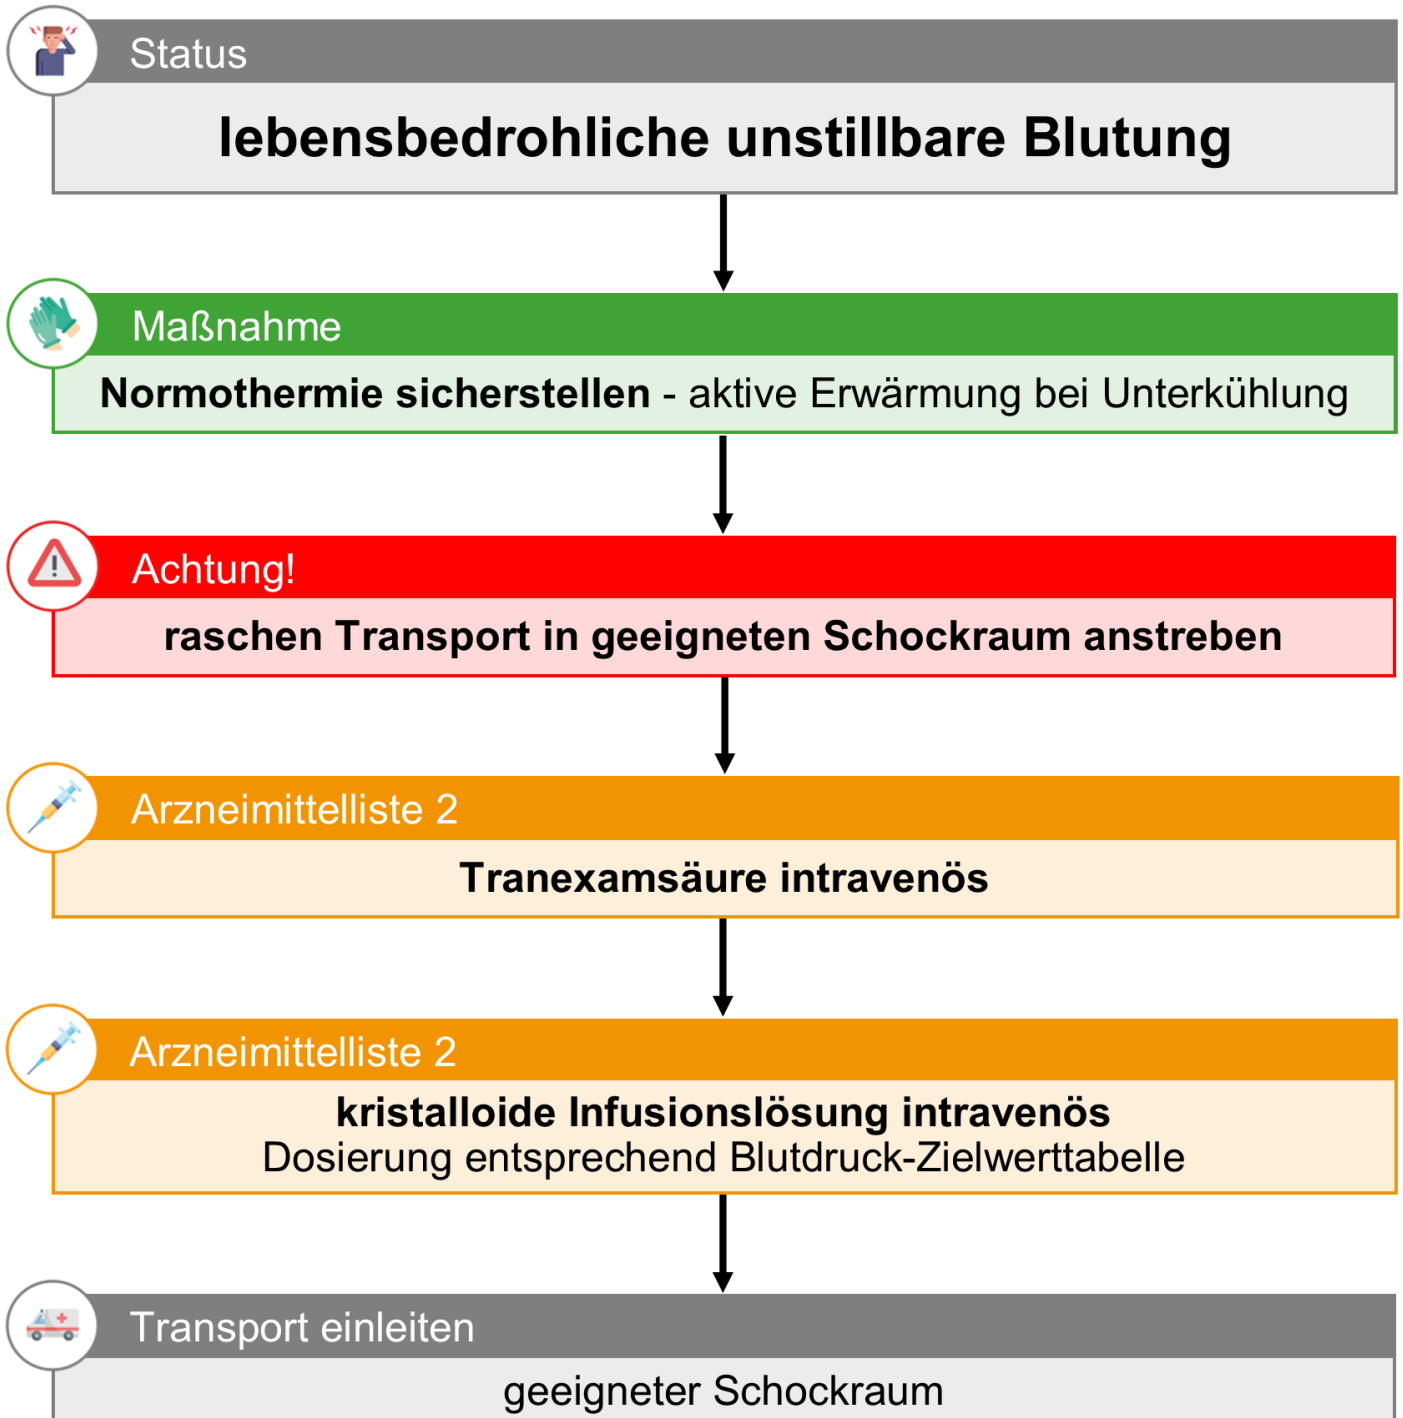 Status
lebensbedrohliche unstillbare Blutung
Maßnahme
Normothermie sicherstellen - aktive Erwärmung bei Unterkühlung
Achtung!
raschen Transport in geeigneten Schockraum anstreben
Arzneimittelliste 2
Tranexamsäure intravenös
Arzneimittelliste 2
kristalloide Infusionslösung intravenös
Dosierung entsprechend Blutdruck-Zielwerttabelle
Transport einleiten
geeigneter Schockraum